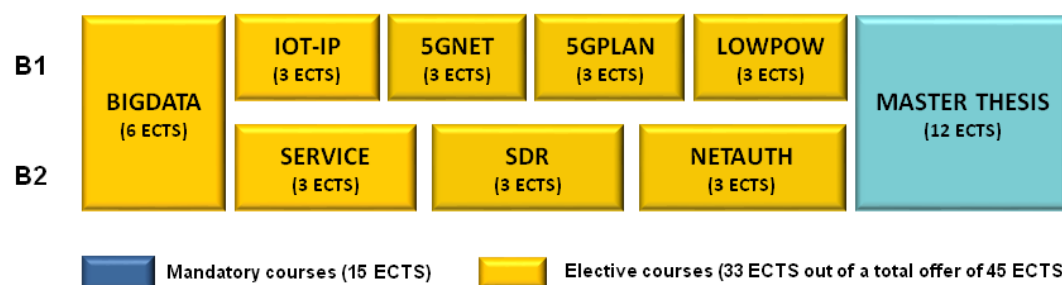 B1
IOT-IP
(3 ECTS)
5GNET
(3 ECTS)
5GPLAN
(3 ECTS)
LOWPOW
(3 ECTS)
BIGDATA
(6 ECTS)
MASTER THESIS
(12 ECTS)
B2
SERVICE
(3 ECTS)
SDR
(3 ECTS)
NETAUTH
(3 ECTS)
Mandatory courses (15 ECTS)
Elective courses (33 ECTS out of a total offer of 45 ECTS